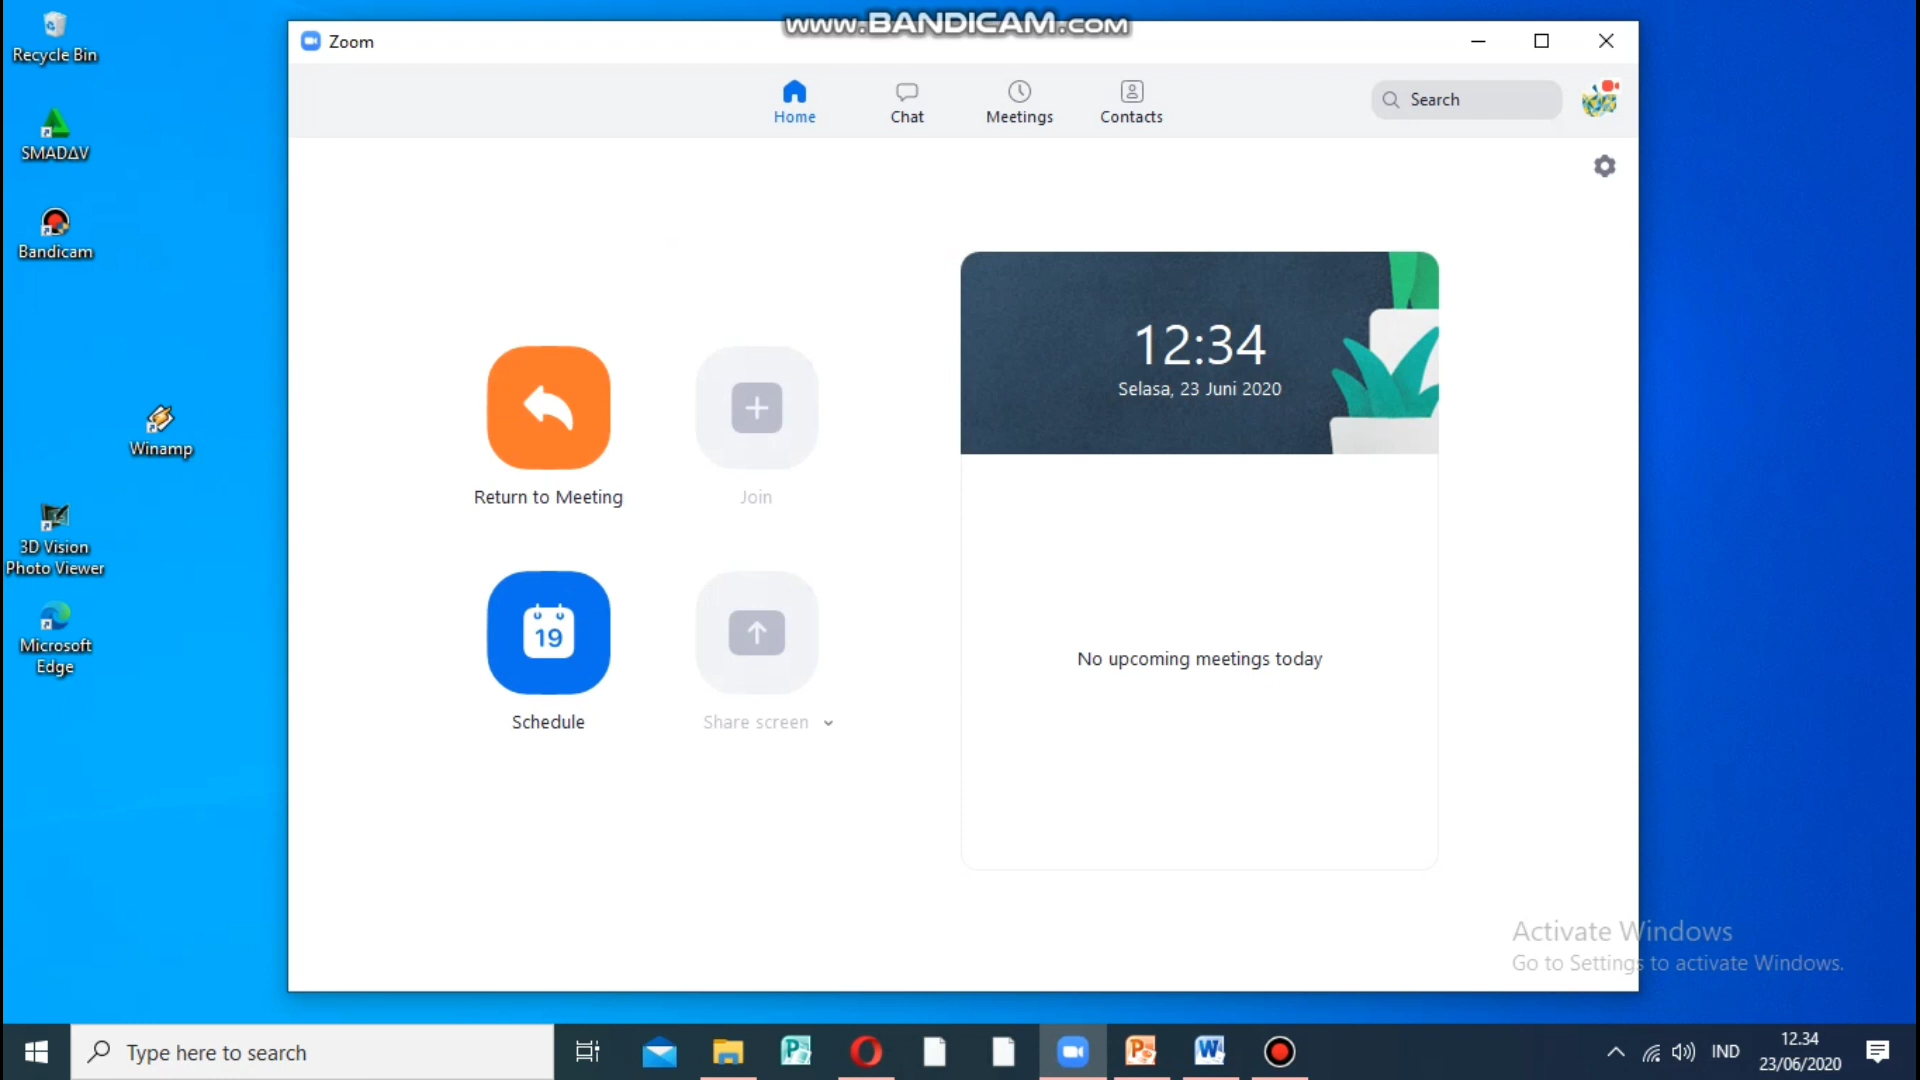 www.BANDICAM.com
Recycle Bin
SMADΔV
Bandicam
Winamp
3D Vision
Photo Viewer
Microsoft
Edge
Zoom
Home
Chat
Meetings
Contacts
Search
Return to Meeting
Join
19
Schedule
Share screen
12:34
Selasa, 23 Juni 2020
No upcoming meetings today
Activate Windows
Go to Settings to activate Windows.
Type here to search
IND
12.34
23/06/2020